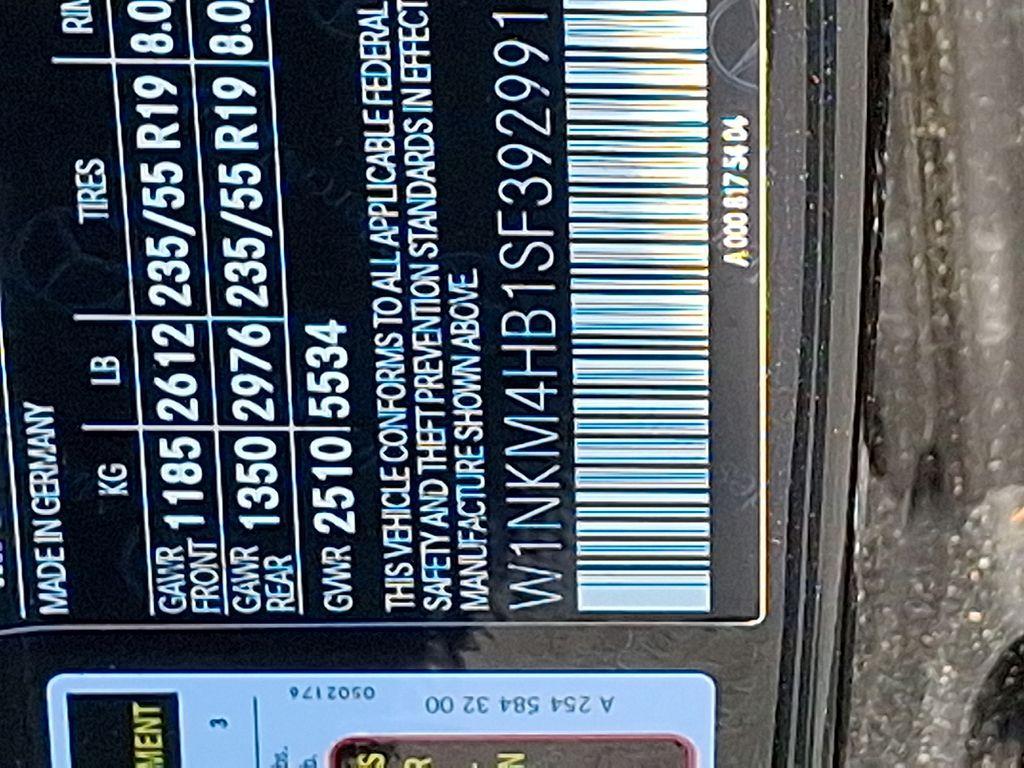 MADE IN GERMANY
KG LB TIRES
GAWR FRONT 1185 2612 235/55 R19 8.0
GAWR REAR 1350 2976 235/55 R19 8.0
GVWR 2510 5534
THIS VEHICLE CONFORMS TO ALL APPLICABLE FEDERAL
SAFETY AND THEFT PREVENTION STANDARDS IN EFFECT
MANUFACTURE SHOWN ABOVE.
W1NKM4HB1SF392991
A 000 817 54 04
3
0502176
A 254 584 32 00